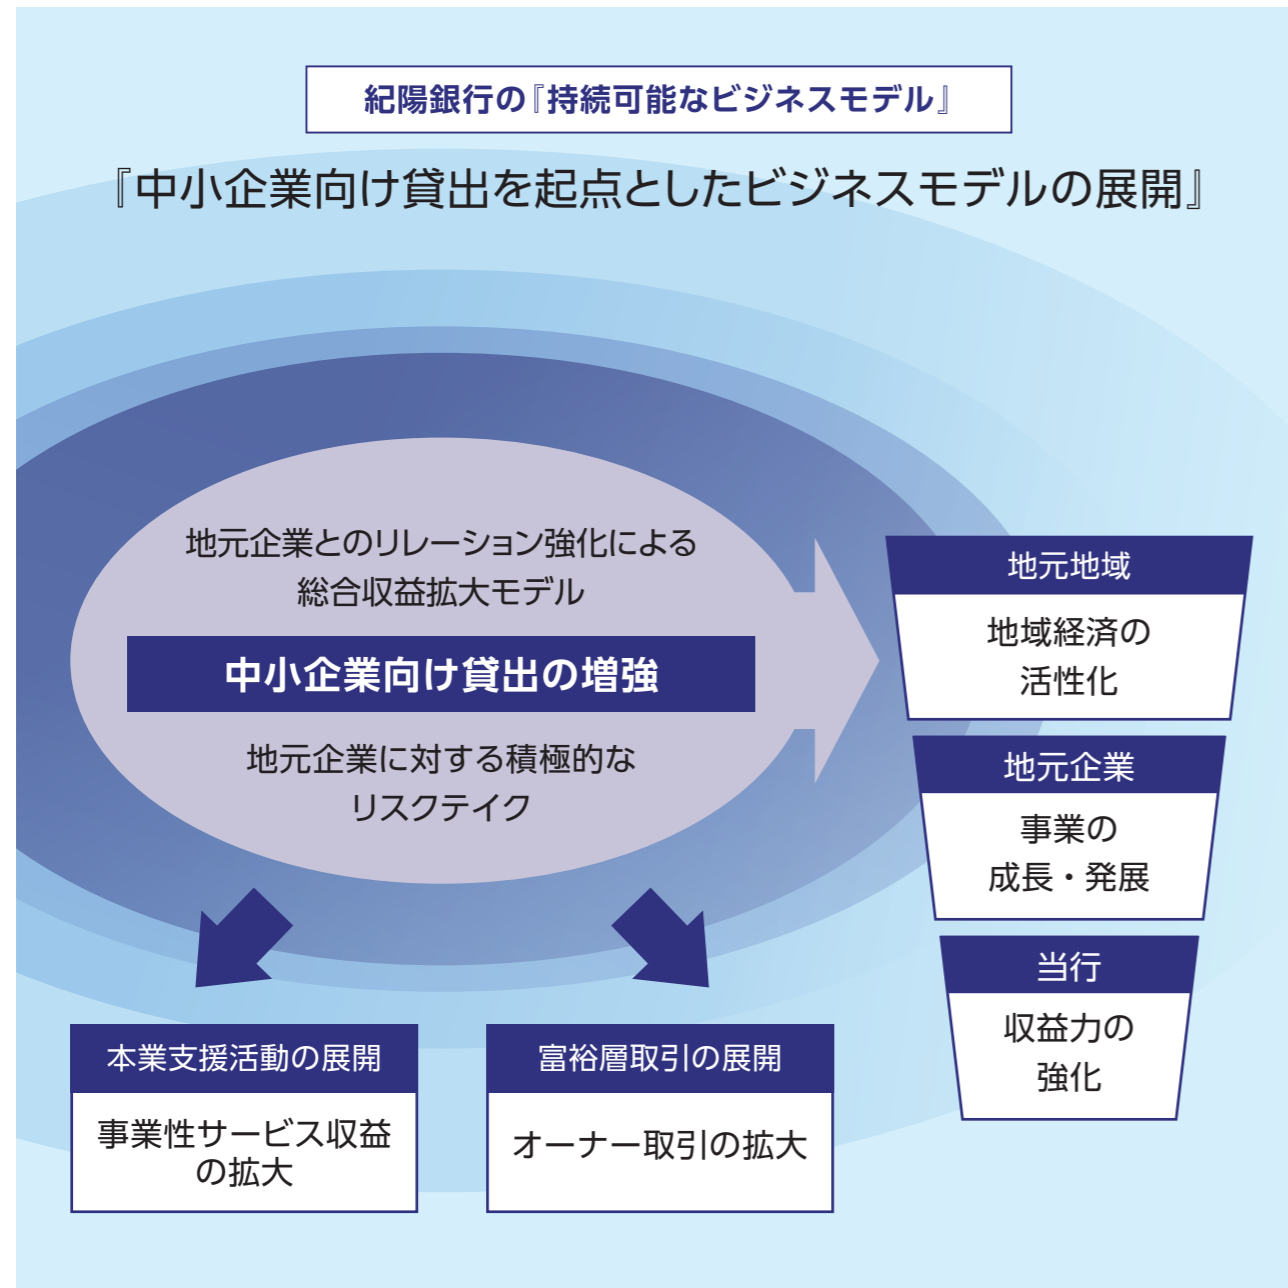 紀陽銀行の『持続可能なビジネスモデル』
『中小企業向け貸出を起点としたビジネスモデルの展開』
地元企業とのリレーション強化による
総合収益拡大モデル
中小企業向け貸出の増強
地元企業に対する積極的な
リスクテイク
地元地域
地域経済の
活性化
地元企業
事業の
成長・発展
当行
収益力の
強化
本業支援活動の展開
事業性サービス収益
の拡大
富裕層取引の展開
オーナー取引の拡大